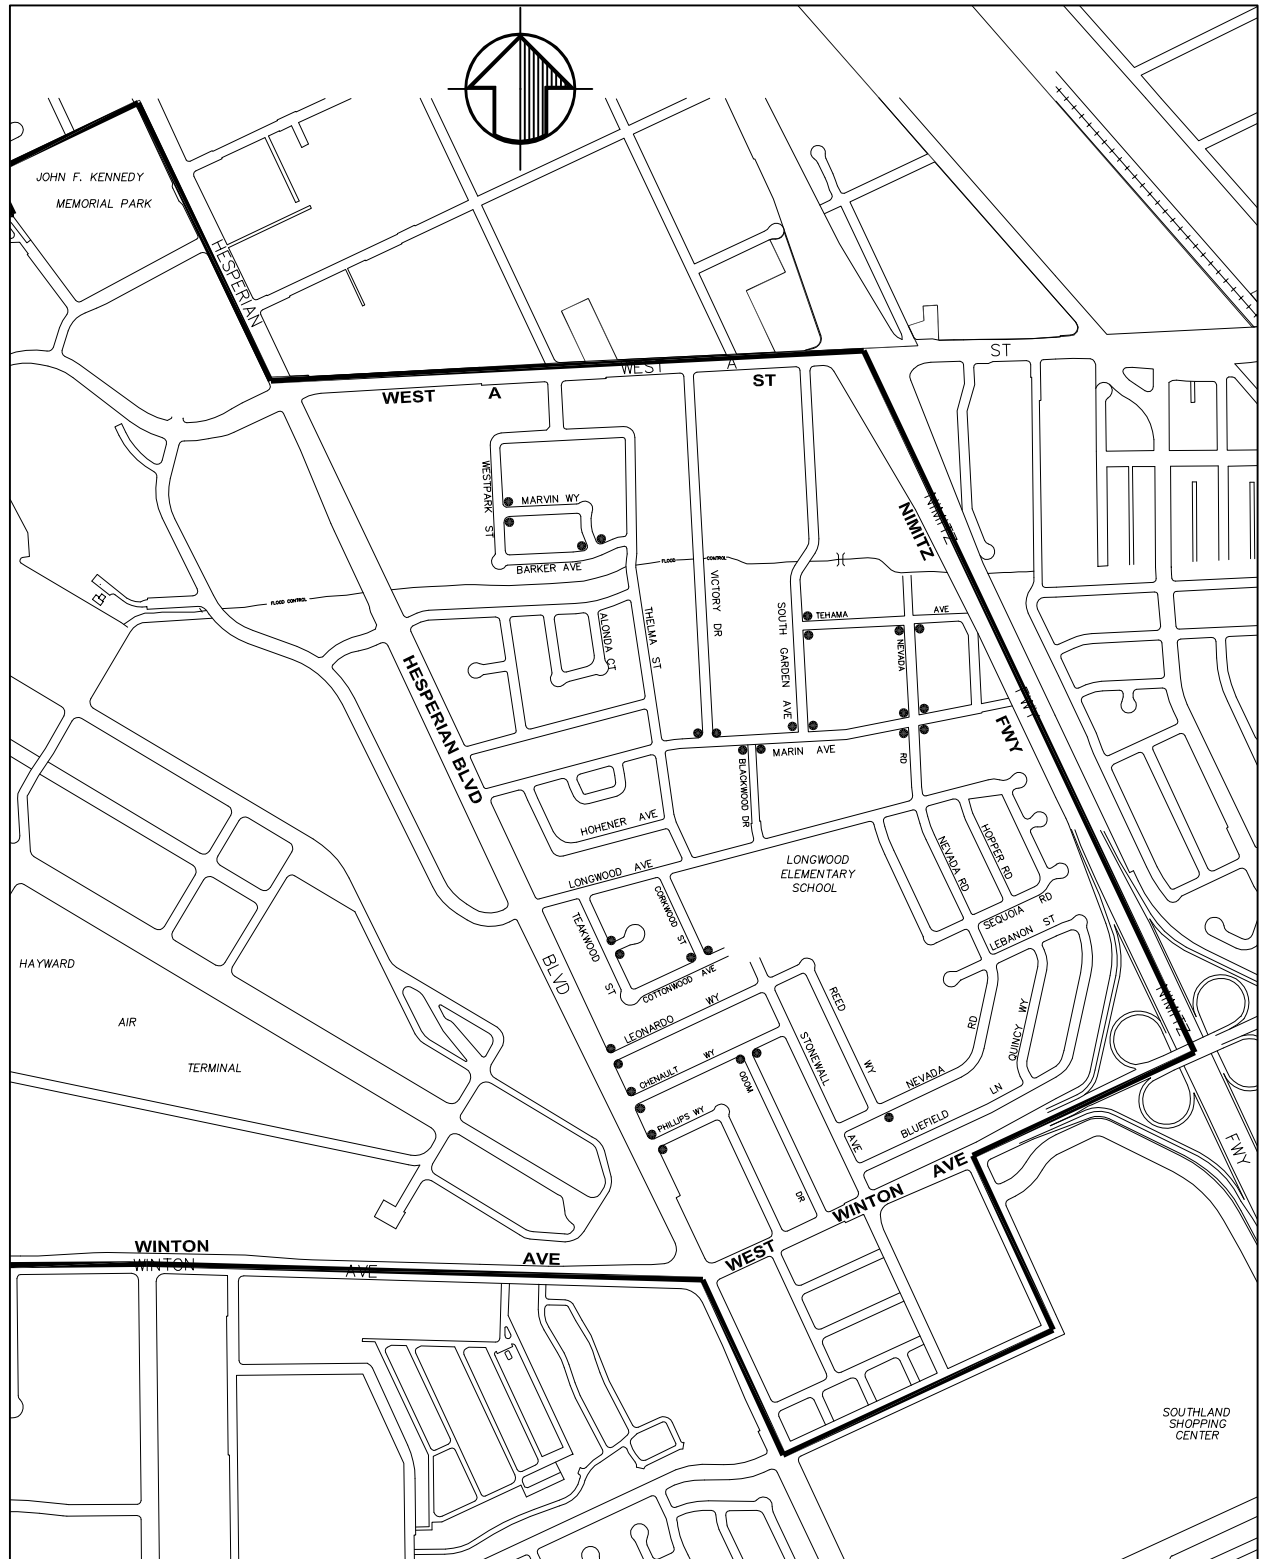 JOHN F. KENNEDY
MEMORIAL PARK
HESPERIAN
ST
WEST A
WEST A ST
WESTPARK ST
MARVIN WY
NIMITZ
NIMITZ
BARKER AVE
FLOOD CONTROL
FLOOD CONTROL
VICTORY DR
ALONDA CT
THELMA ST
SOUTH GARDEN AVE
TEHAMA AVE
NEVADA RD
HESPERIAN BLVD
FWY
FWY
MARIN AVE
BLACKWOOD DR
HOHENER AVE
NEVADA RD
HOPPER RD
LONGWOOD
ELEMENTARY
SCHOOL
LONGWOOD AVE
CORKWOOD ST
TEAKWOOD ST
SEQUOIA RD
LEBANON ST
HAYWARD
AIR
TERMINAL
BLVD
COTTONWOOD AVE
LEONARDO WY
REED WY
NIMITZ
QUINCY WY
STONEWALL AVE
CHENAULT WY
ODOM DR
NEVADA RD
PHILLIPS WY
BLUEFIELD LN
FWY
WEST WINTON AVE
WINTON AVE
WINTON AVE
SOUTHLAND
SHOPPING
CENTER